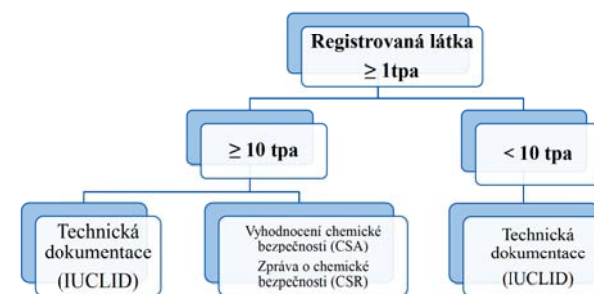 Registrovaná látka
≥ 1tpa
≥ 10 tpa
< 10 tpa
Technická
dokumentace
(IUCLID)
Vyhodnocení chemické
bezpečnosti (CSA)
Zpráva o chemické
bezpečnosti (CSR)
Technická
dokumentace
(IUCLID)